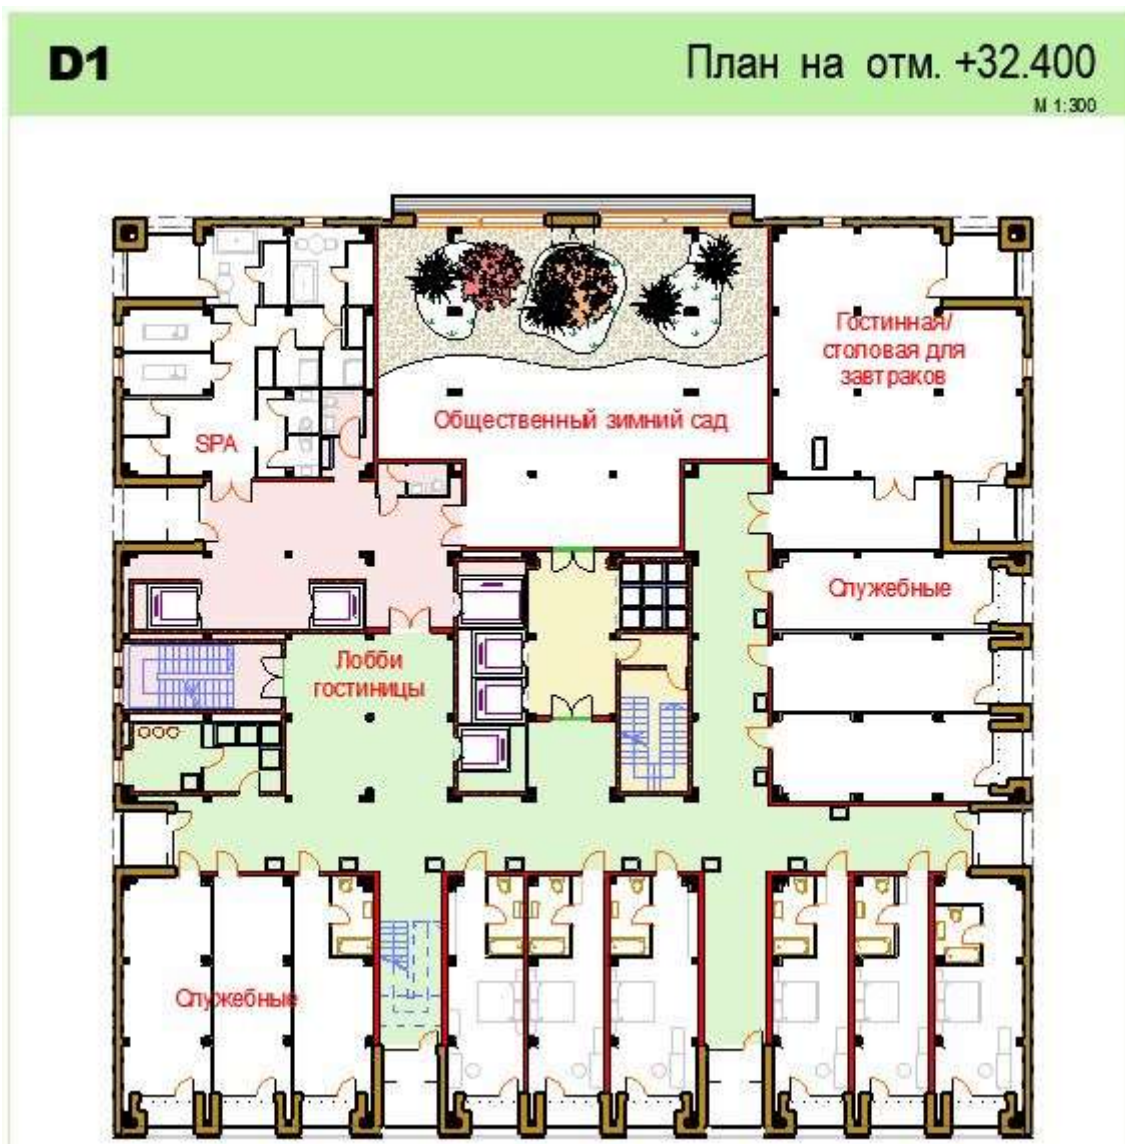 D1
План на отм. +32.400
М 1:300
Гостинная/
столовая для
завтраков
Общественный зимний сад
SPA
Служебные
Лобби
гостиницы
Служебные